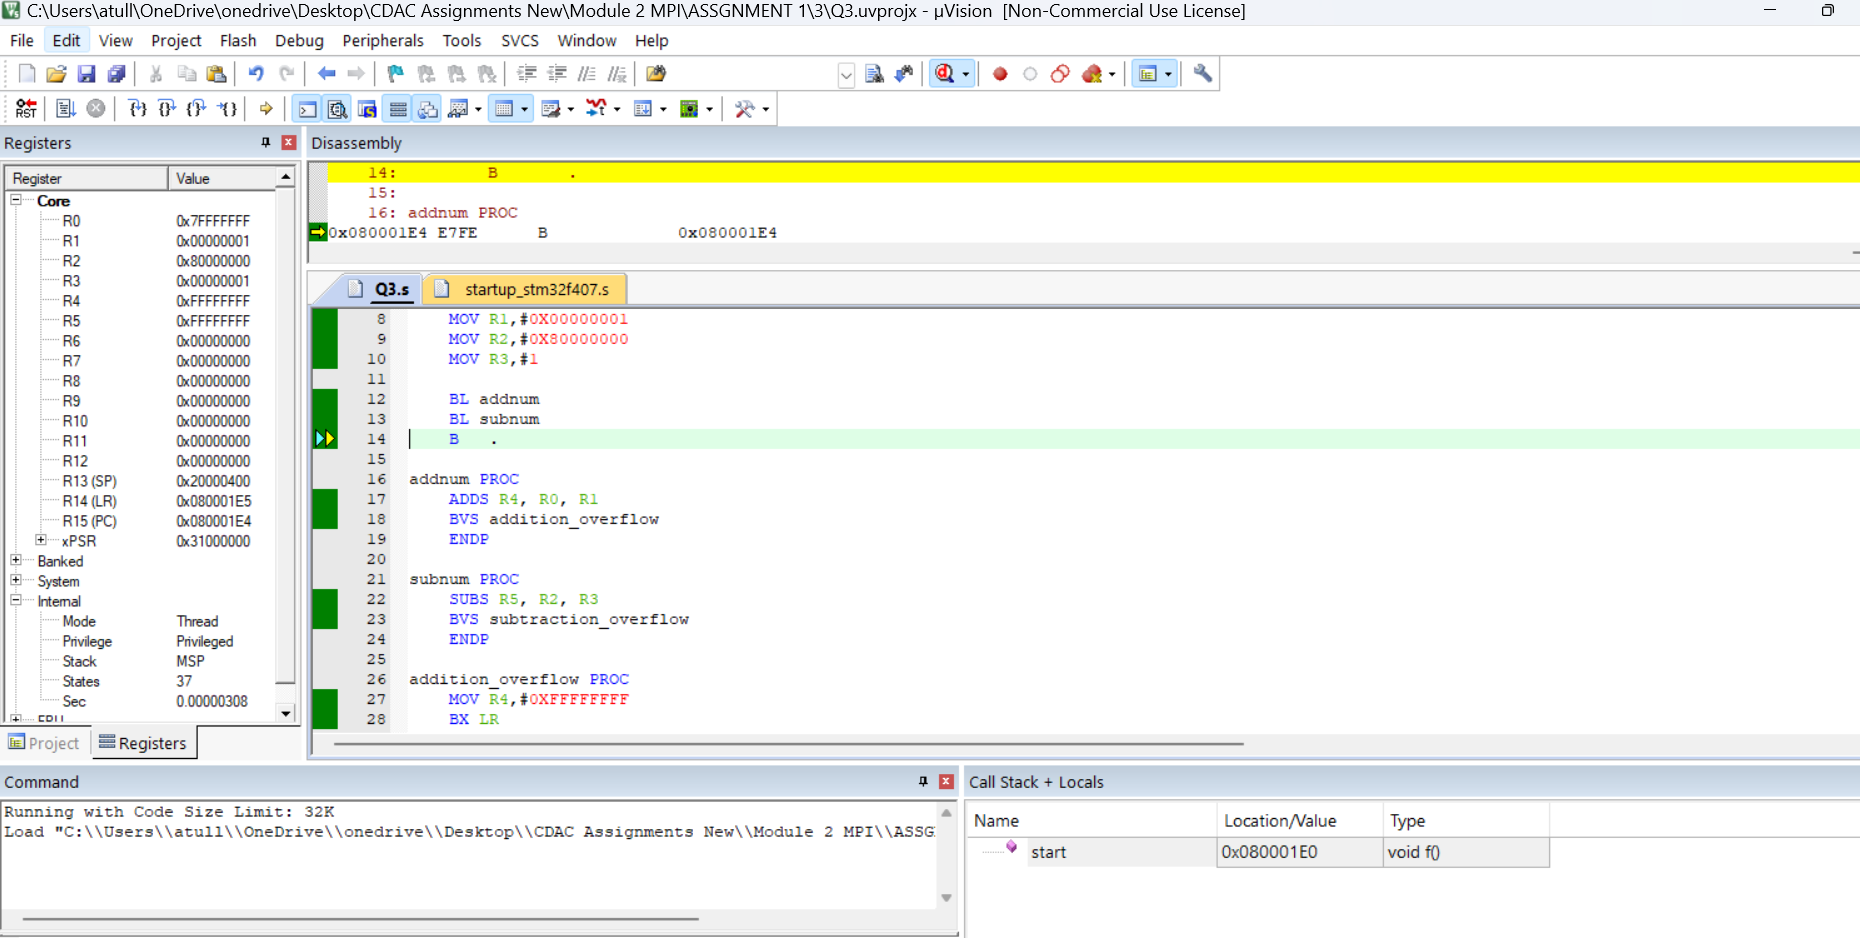 C:\Users\atull\OneDrive\onedrive\Desktop\CDAC Assignments New\Module 2 MPI\ASSGNMENT 1\3\Q3.uvprojx - µVision  [Non-Commercial Use License]
File Edit View Project Flash Debug Peripherals Tools SVCS Window Help
RST
Registers
Register Value
Core
R0 0x7FFFFFFF
R1 0x00000001
R2 0x80000000
R3 0x00000001
R4 0xFFFFFFFF
R5 0xFFFFFFFF
R6 0x00000000
R7 0x00000000
R8 0x00000000
R9 0x00000000
R10 0x00000000
R11 0x00000000
R12 0x00000000
R13 (SP) 0x20000400
R14 (LR) 0x080001E5
R15 (PC) 0x080001E4
xPSR 0x31000000
Banked
System
Internal
Mode Thread
Privilege Privileged
Stack MSP
States 37
Sec 0.00000308
FPU
Project Registers
Disassembly
14: B .
15:
16: addnum PROC
0x080001E4 E7FE B 0x080001E4
Q3.s startup_stm32f407.s
8 MOV R1,#0X00000001
9 MOV R2,#0X80000000
10 MOV R3,#1
11
12 BL addnum
13 BL subnum
14 B .
15
16 addnum PROC
17 ADDS R4, R0, R1
18 BVS addition_overflow
19 ENDP
20
21 subnum PROC
22 SUBS R5, R2, R3
23 BVS subtraction_overflow
24 ENDP
25
26 addition_overflow PROC
27 MOV R4,#0XFFFFFFFF
28 BX LR
Command
Running with Code Size Limit: 32K
Load "C:\\Users\\atull\\OneDrive\\onedrive\\Desktop\\CDAC Assignments New\\Module 2 MPI\\ASSG
Call Stack + Locals
Name Location/Value Type
start 0x080001E0 void f()